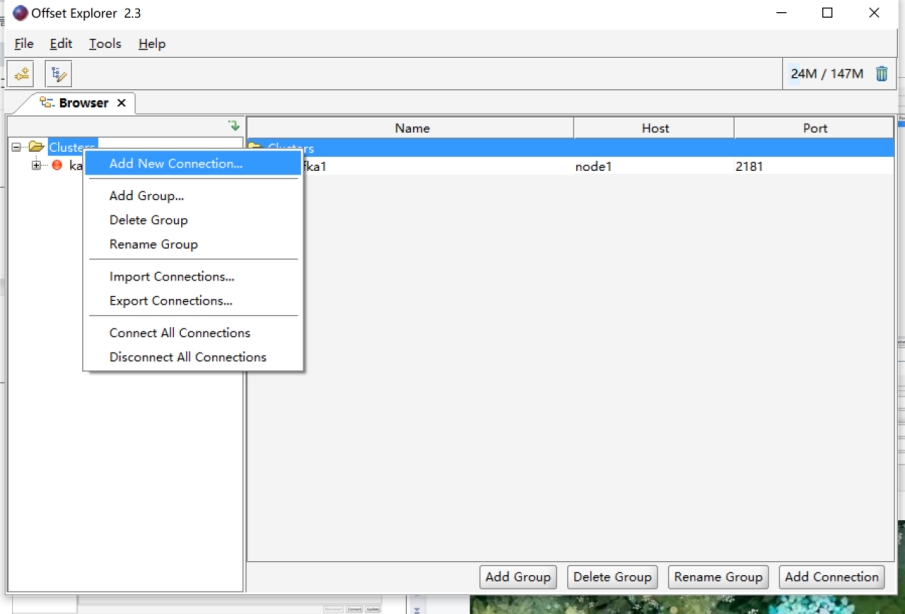 Offset Explorer 2.3
File Edit Tools Help
24M / 147M
Browser
Name Host Port
Clusters
ka
fka1 node1 2181
Add New Connection...
Add Group...
Delete Group
Rename Group
Import Connections...
Export Connections...
Connect All Connections
Disconnect All Connections
Add Group Delete Group Rename Group Add Connection